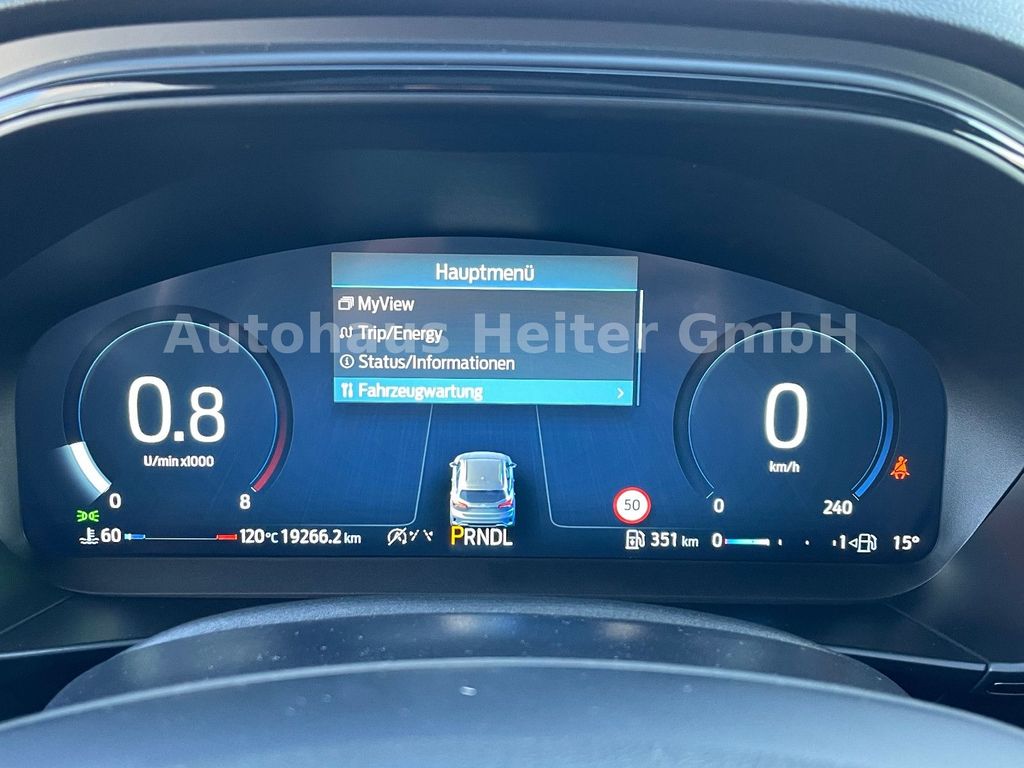 Hauptmenü
MyView
Trip/Energy
Status/Informationen
Fahrzeugwartung
Autohaus Heiter GmbH
0.8
U/min x1000
0 8
0
km/h
0 240
50
60 120°C 19266.2 km
PRNDL
351 km 0 1 15°